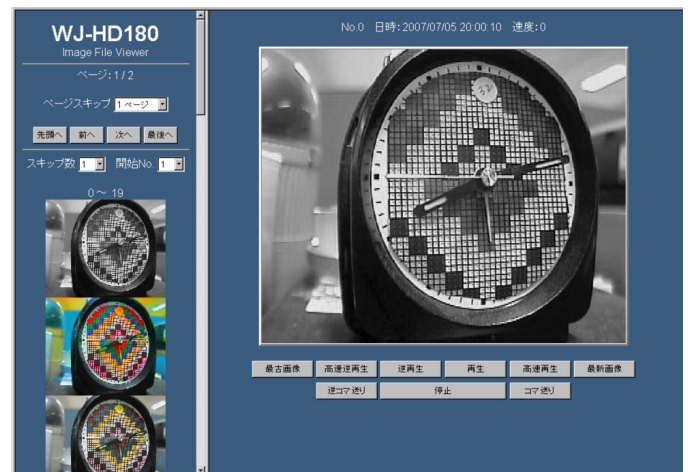 WJ-HD180
Image File Viewer
ページ: 1 / 2
ページスキップ 1 ページ
先頭へ 前へ 次へ 最後へ
スキップ数 1 開始No. 1
0 ～ 19
No.0 日時: 2007/07/05 20:00:10 速度: 0
32
最古画像 高速逆再生 逆再生 再生 高速再生 最新画像
逆コマ送り 停止 コマ送り